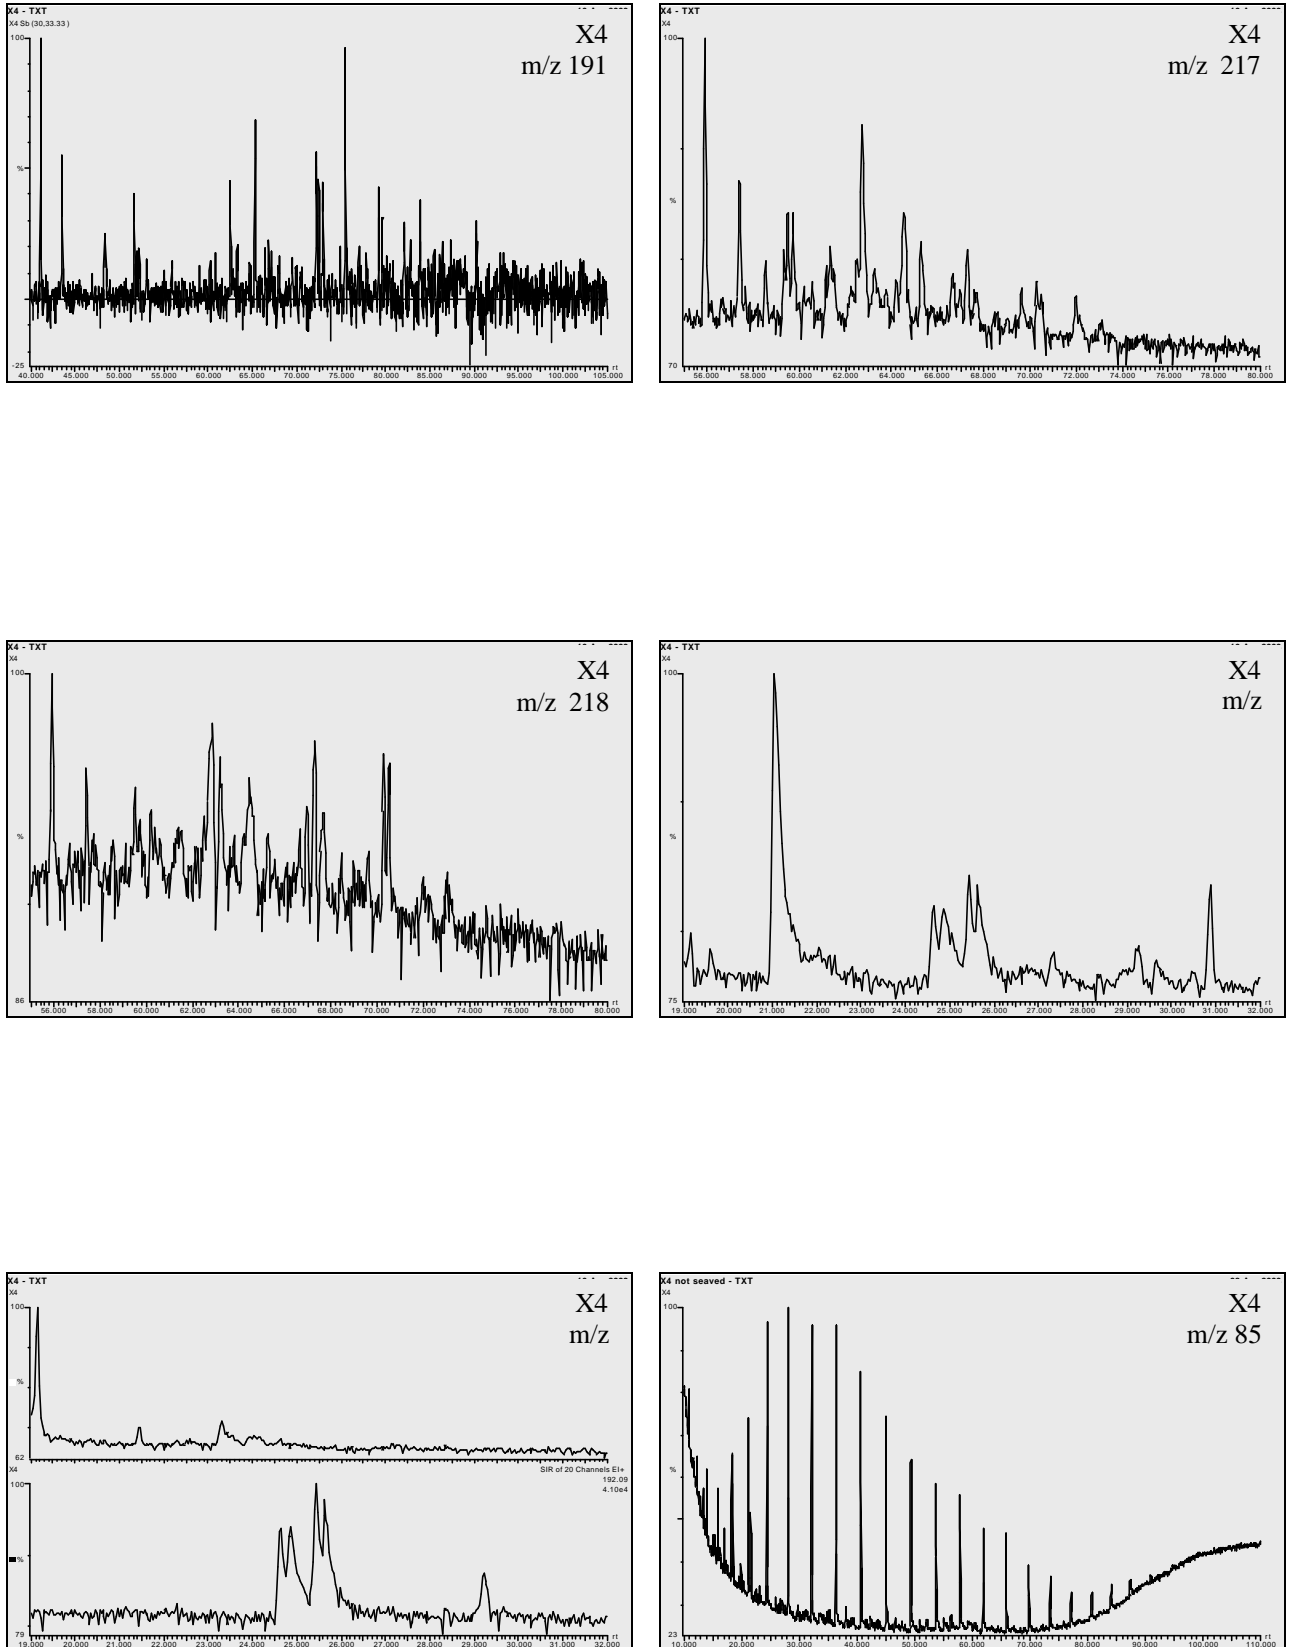 X4 - TXT
X4 Sb (30,33.33 )
X4
m/z 191
100
%
-25
40.000 45.000 50.000 55.000 60.000 65.000 70.000 75.000 80.000 85.000 90.000 95.000 100.000 105.000
rt
X4 - TXT
X4
X4
m/z 217
100
%
70
56.000 58.000 60.000 62.000 64.000 66.000 68.000 70.000 72.000 74.000 76.000 78.000 80.000
rt
X4 - TXT
X4
X4
m/z 218
100
%
86
56.000 58.000 60.000 62.000 64.000 66.000 68.000 70.000 72.000 74.000 76.000 78.000 80.000
rt
X4 - TXT
X4
X4
m/z
100
%
75
19.000 20.000 21.000 22.000 23.000 24.000 25.000 26.000 27.000 28.000 29.000 30.000 31.000 32.000
rt
X4 - TXT
X4
X4
m/z
100
%
62
X4
SIR of 20 Channels EI+
192.09
4.10e4
100
%
79
19.000 20.000 21.000 22.000 23.000 24.000 25.000 26.000 27.000 28.000 29.000 30.000 31.000 32.000
rt
X4 not seaved - TXT
X4
X4
m/z 85
100
%
23
10.000 20.000 30.000 40.000 50.000 60.000 70.000 80.000 90.000 100.000 110.000
rt